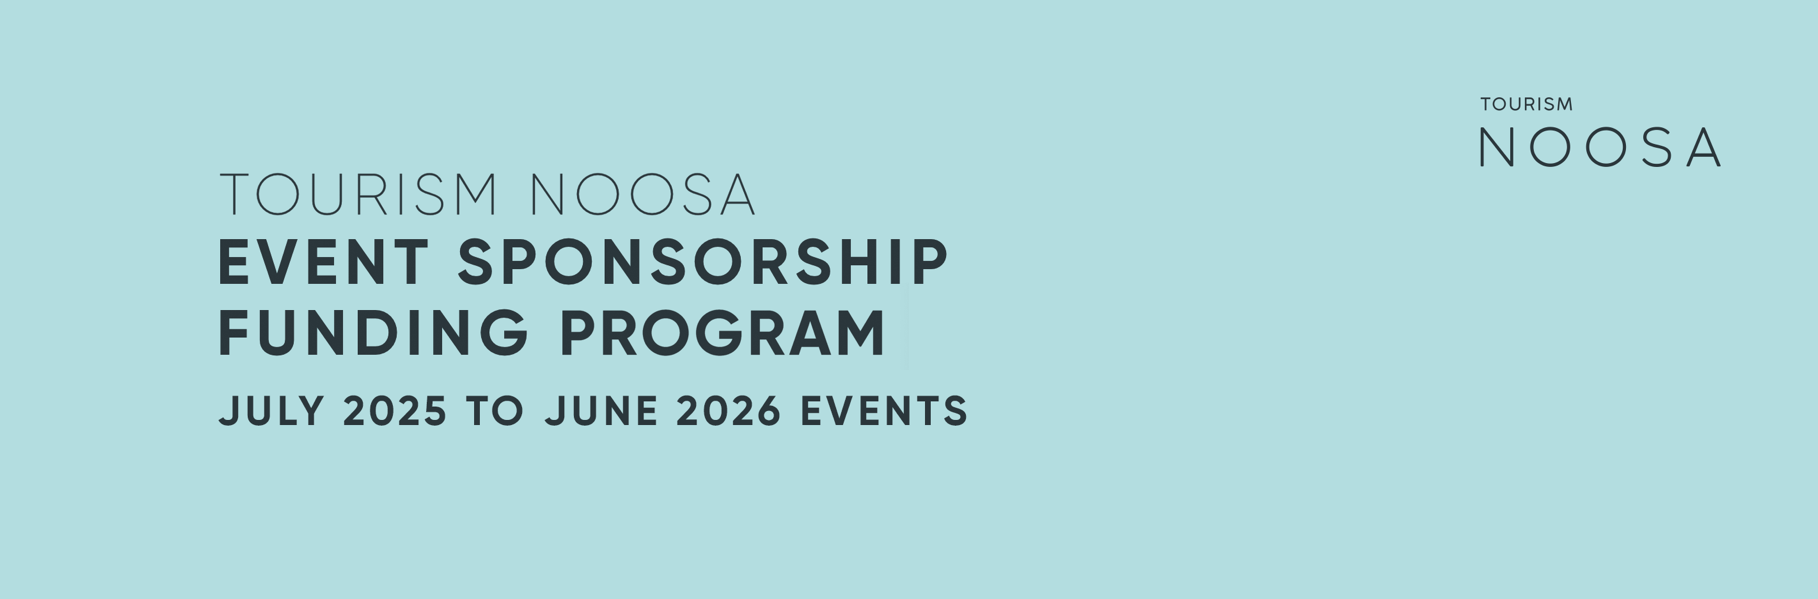 TOURISM NOOSA
EVENT SPONSORSHIP
FUNDING PROGRAM
JULY 2025 TO JUNE 2026 EVENTS
TOURISM
NOOSA